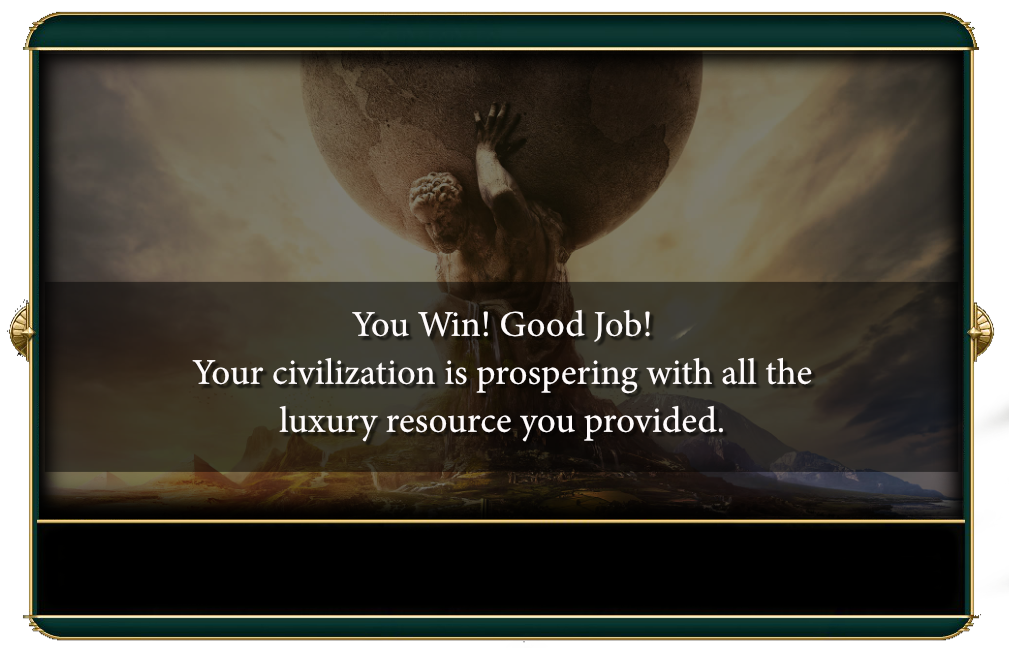 You Win! Good Job!
Your civilization is prospering with all the
luxury resource you provided.